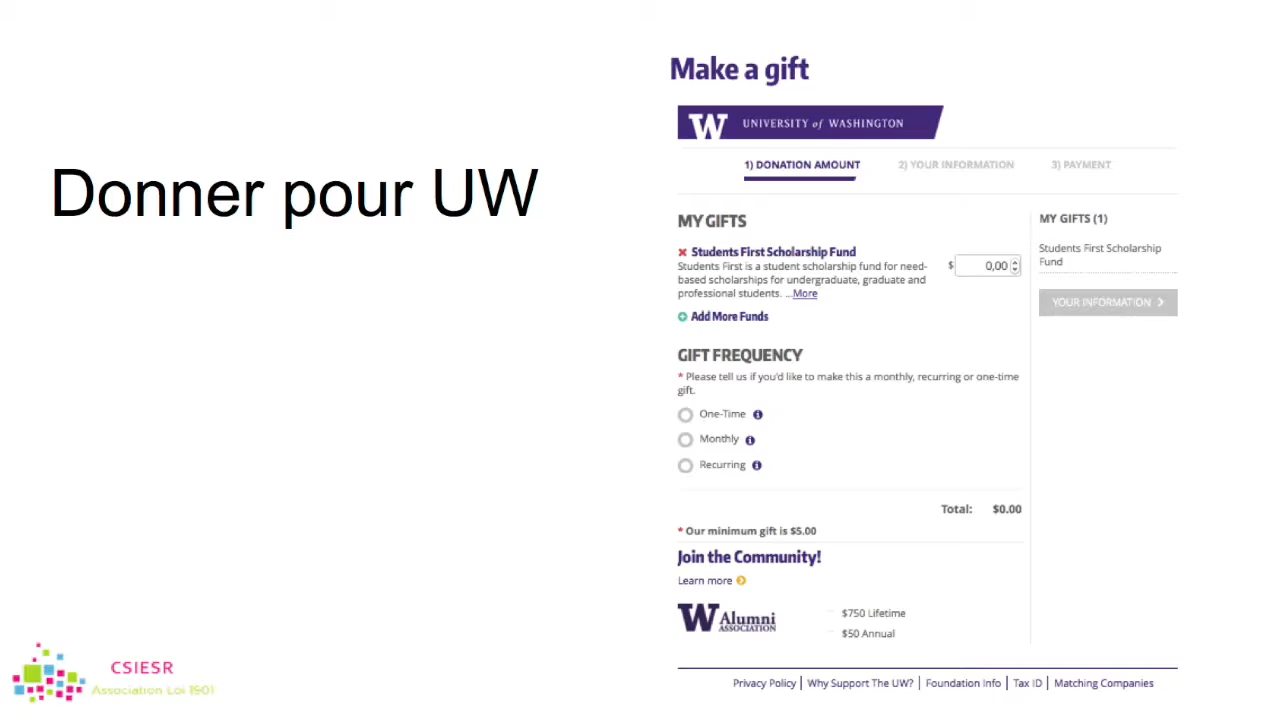 Donner pour UW
Make a gift
W UNIVERSITY of WASHINGTON
1) DONATION AMOUNT 2) YOUR INFORMATION 3) PAYMENT
MY GIFTS
Students First Scholarship Fund
Students First is a student scholarship fund for need-
based scholarships for undergraduate, graduate and
professional students. ...More
$ 0,00
Add More Funds
GIFT FREQUENCY
* Please tell us if you'd like to make this a monthly, recurring or one-time
gift.
One-Time
Monthly
Recurring
Total: $0.00
* Our minimum gift is $5.00
Join the Community!
Learn more
W Alumni
ASSOCIATION
$750 Lifetime
$50 Annual
MY GIFTS (1)
Students First Scholarship
Fund
YOUR INFORMATION
Privacy Policy | Why Support The UW? | Foundation Info | Tax ID | Matching Companies
CSIESR
Association Loi 1901